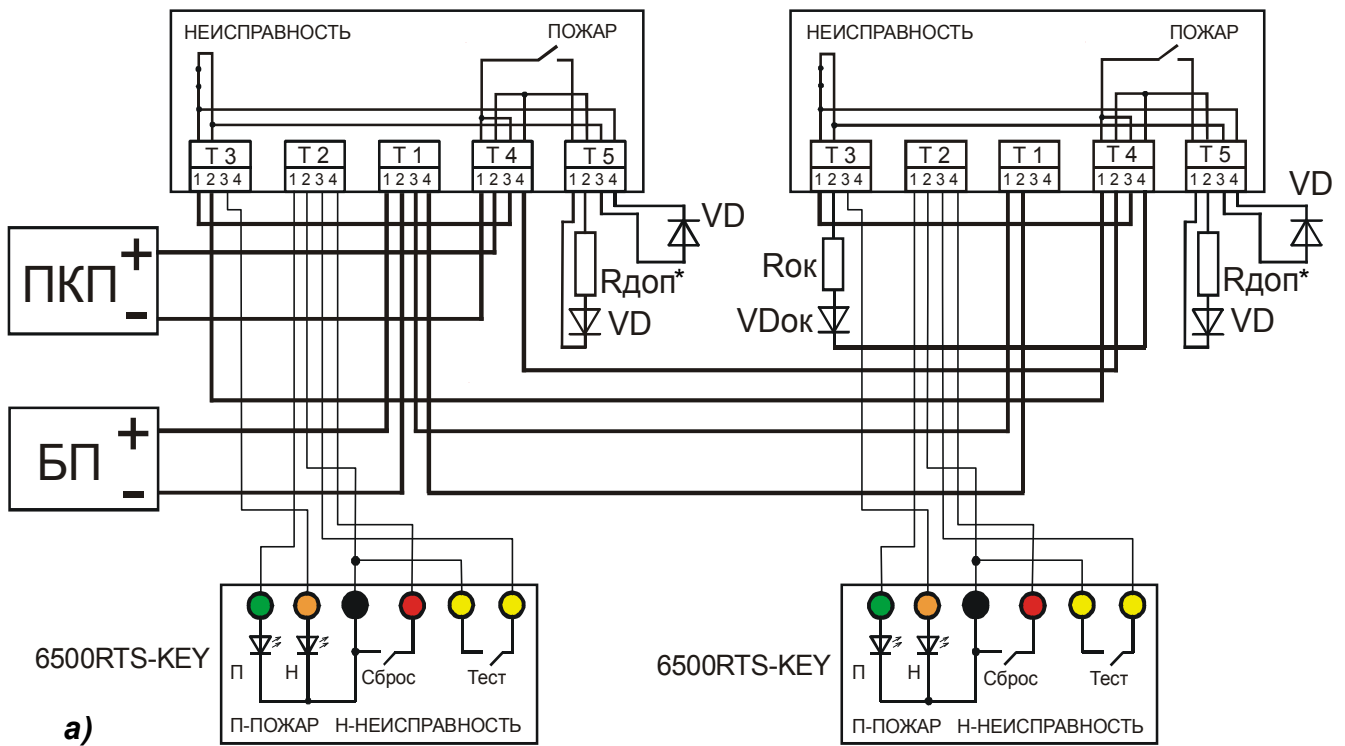 НЕИСПРАВНОСТЬ ПОЖАР
НЕИСПРАВНОСТЬ ПОЖАР
Т 3 Т 2 Т 1 Т 4 Т 5
1 2 3 4 1 2 3 4 1 2 3 4 1 2 3 4 1 2 3 4
Т 3 Т 2 Т 1 Т 4 Т 5
1 2 3 4 1 2 3 4 1 2 3 4 1 2 3 4 1 2 3 4
VD
VD
ПКП + -
Rдоп*
VD
Rок
VDок
Rдоп*
VD
БП + -
6500RTS-KEY
П Н Сброс Тест
П-ПОЖАР Н-НЕИСПРАВНОСТЬ
6500RTS-KEY
П Н Сброс Тест
П-ПОЖАР Н-НЕИСПРАВНОСТЬ
а)